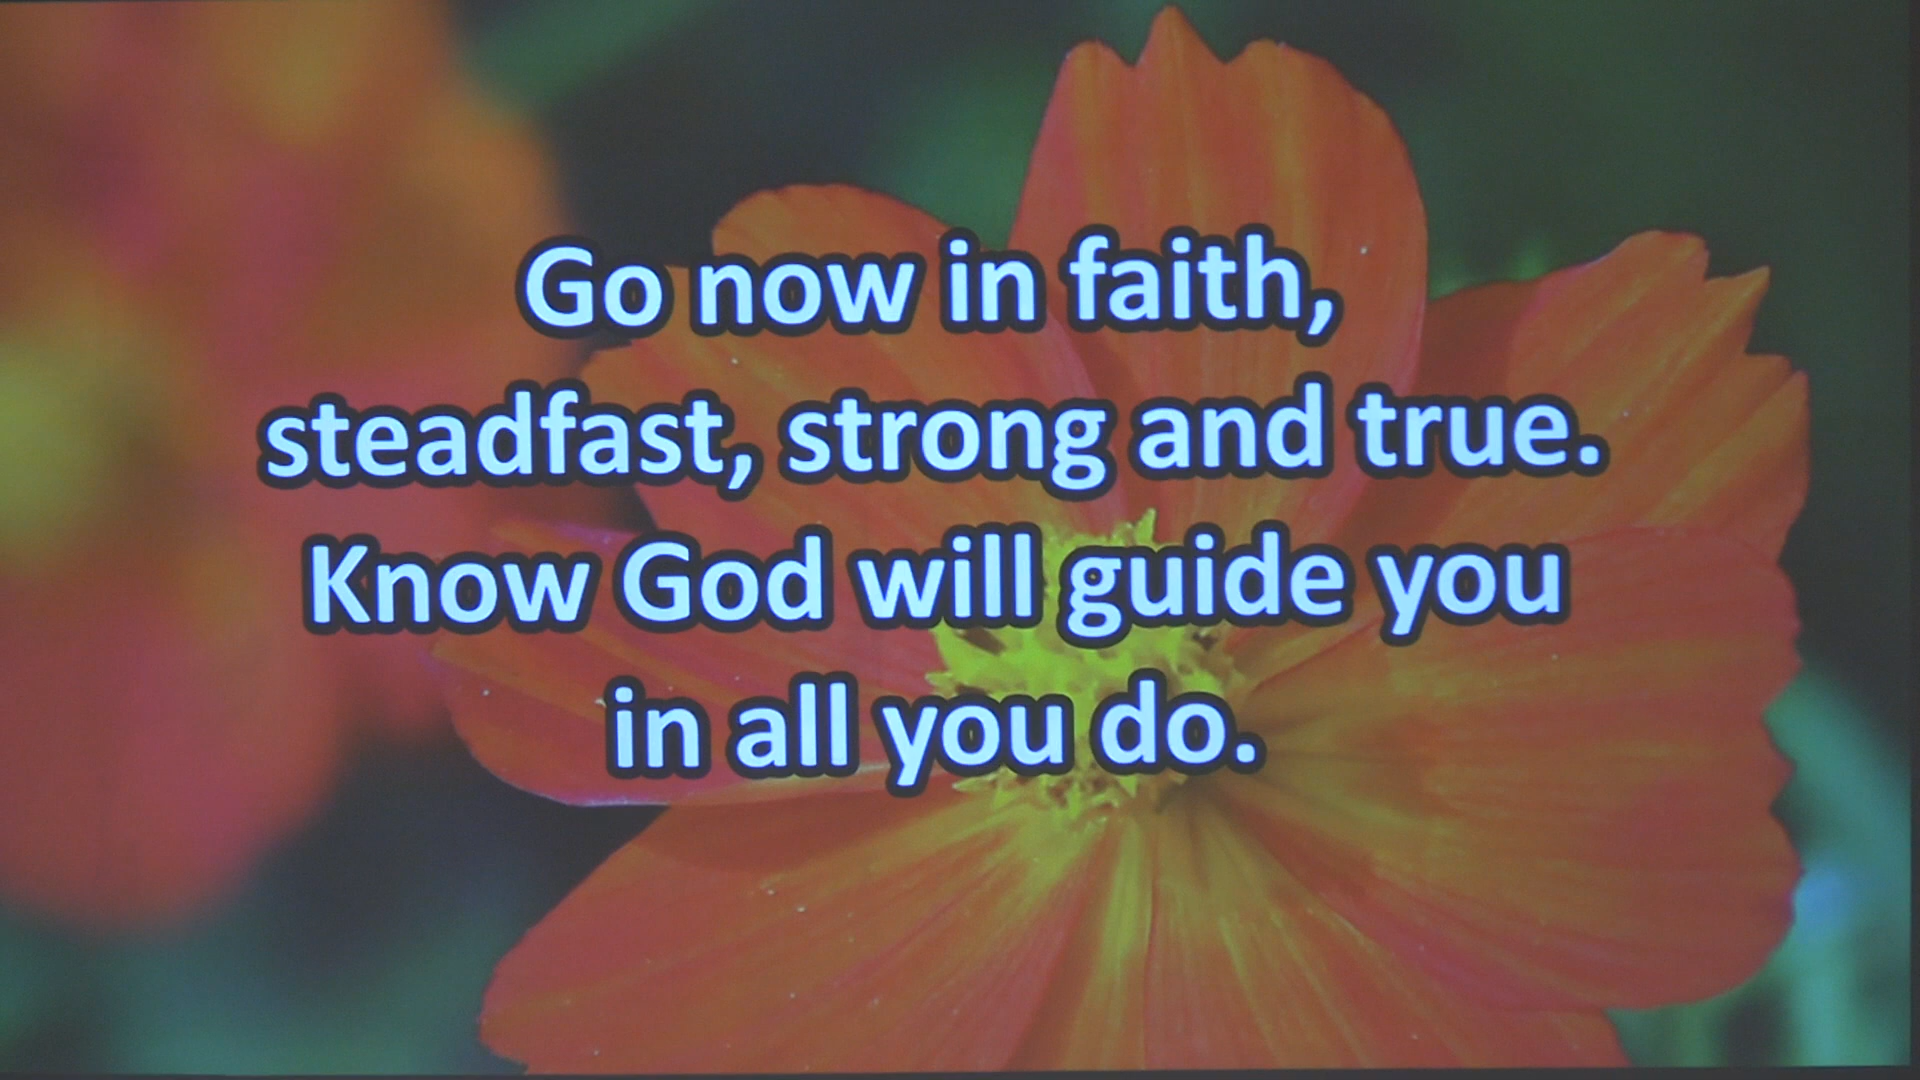 Go now in faith,
steadfast, strong and true.
Know God will guide you
in all you do.